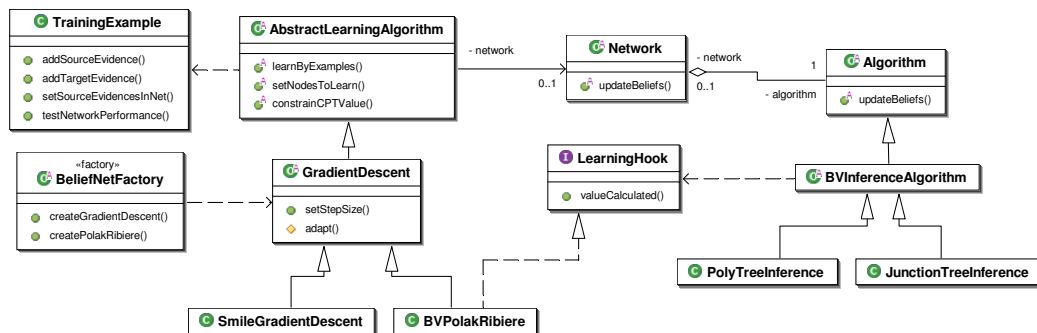 TrainingExample
addSourceEvidence()
addTargetEvidence()
setSourceEvidencesInNet()
testNetworkPerformance()
AbstractLearningAlgorithm
learnByExamples()
setNodesToLearn()
constrainCPTValue()
- network
0..1
Network
updateBeliefs()
- network
0..1
1
- algorithm
Algorithm
updateBeliefs()
«factory»
BeliefNetFactory
createGradientDescent()
createPolakRibiere()
GradientDescent
setStepSize()
adapt()
LearningHook
valueCalculated()
BVInferenceAlgorithm
PolyTreeInference
JunctionTreeInference
SmileGradientDescent
BVPolakRibiere